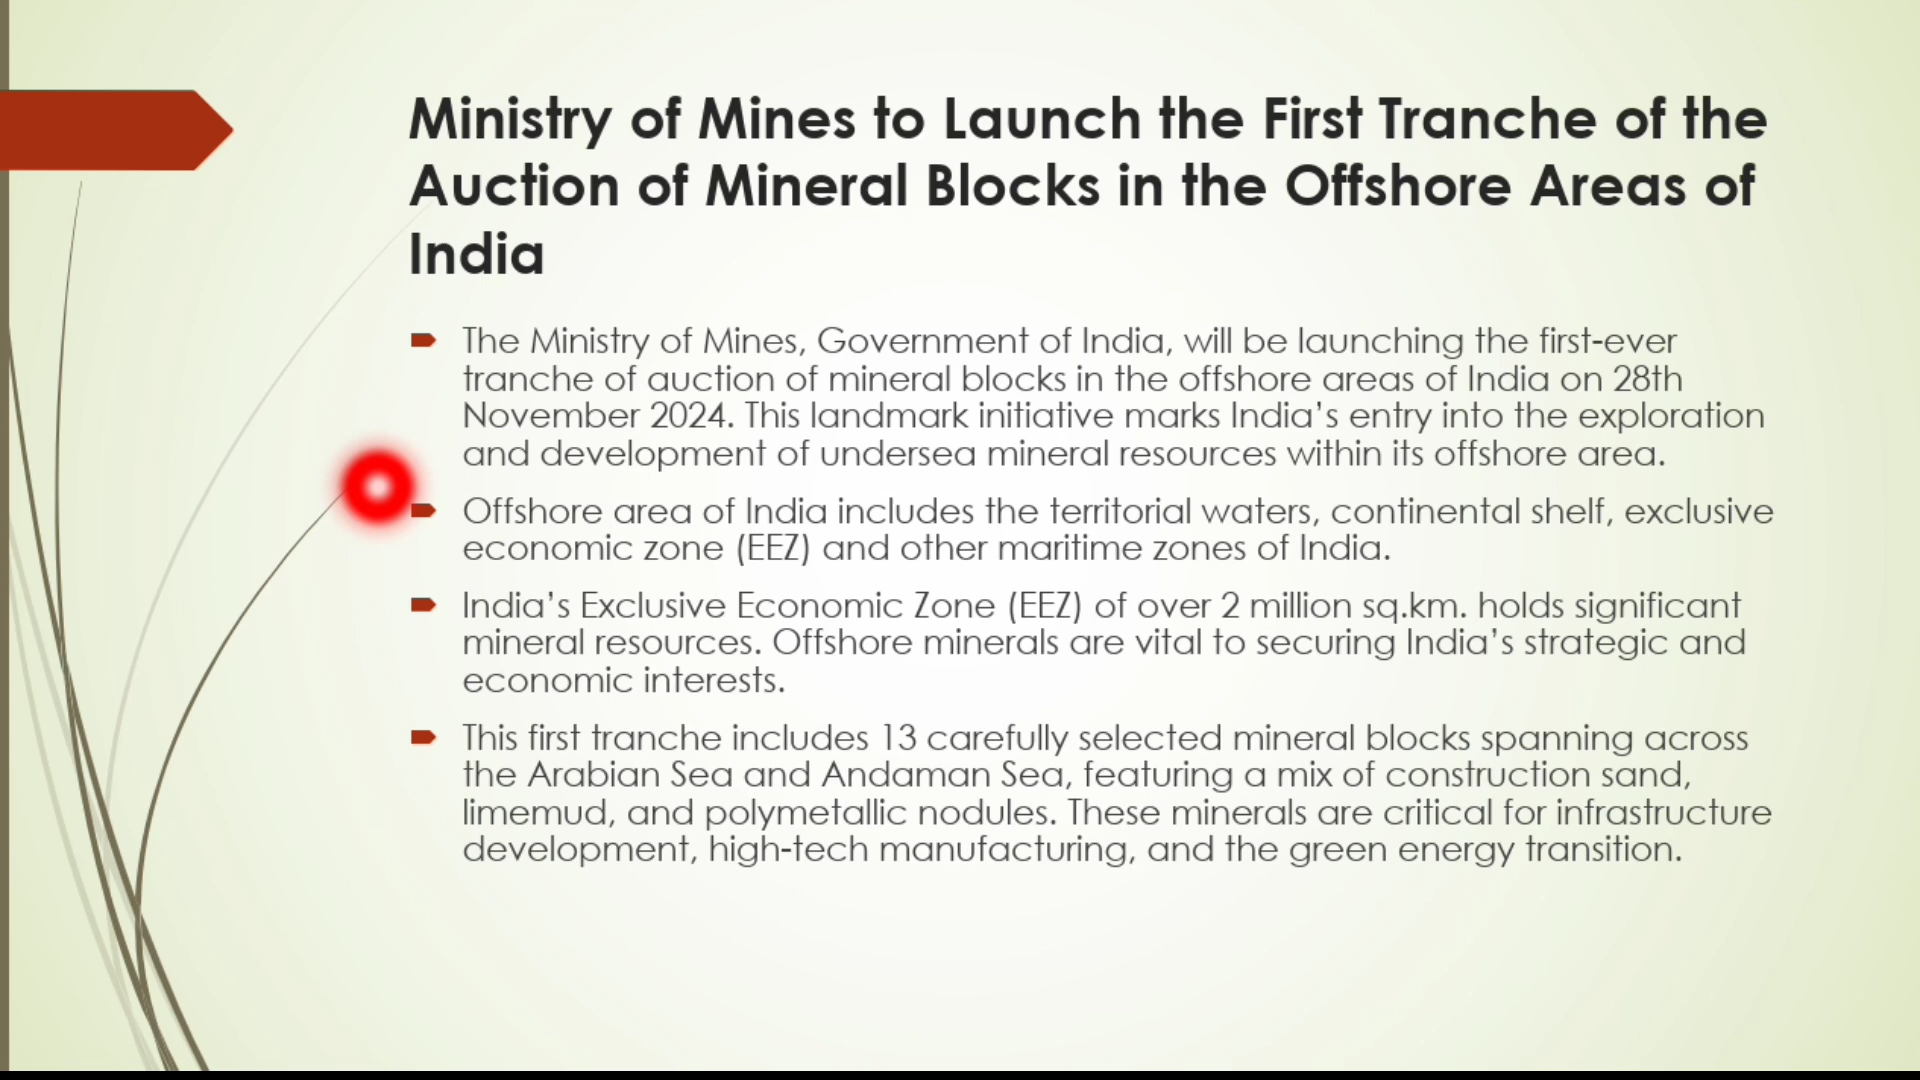 Ministry of Mines to Launch the First Tranche of the
Auction of Mineral Blocks in the Offshore Areas of
India
The Ministry of Mines, Government of India, will be launching the first-ever
tranche of auction of mineral blocks in the offshore areas of India on 28th
November 2024. This landmark initiative marks India’s entry into the exploration
and development of undersea mineral resources within its offshore area.
Offshore area of India includes the territorial waters, continental shelf, exclusive
economic zone (EEZ) and other maritime zones of India.
India’s Exclusive Economic Zone (EEZ) of over 2 million sq.km. holds significant
mineral resources. Offshore minerals are vital to securing India’s strategic and
economic interests.
This first tranche includes 13 carefully selected mineral blocks spanning across
the Arabian Sea and Andaman Sea, featuring a mix of construction sand,
limemud, and polymetallic nodules. These minerals are critical for infrastructure
development, high-tech manufacturing, and the green energy transition.